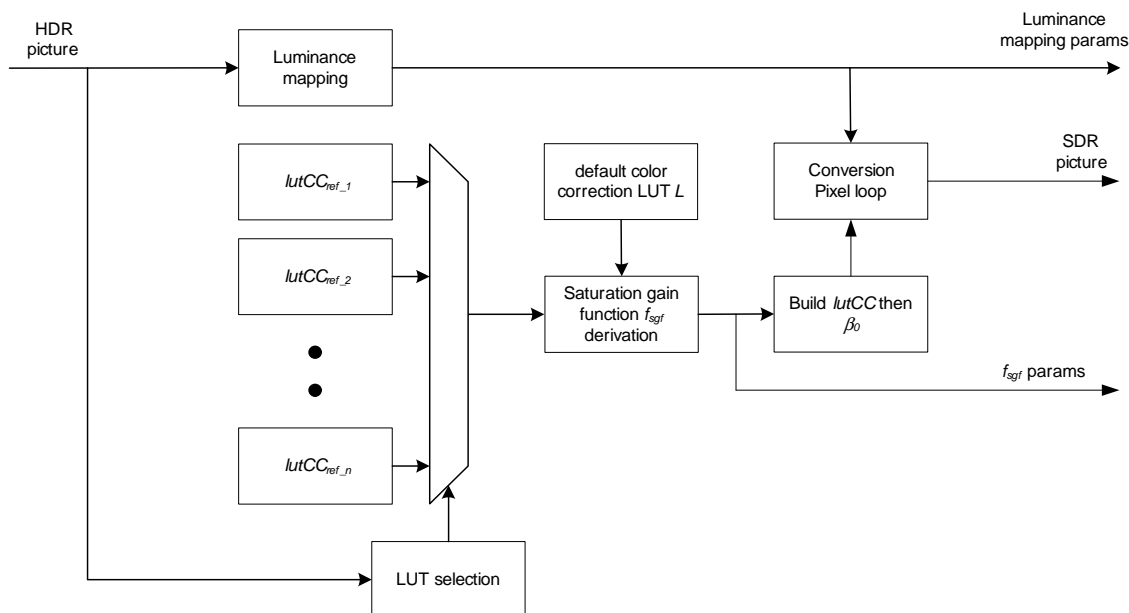 HDR
picture
Luminance
mapping
Luminance
mapping params
lutCCref_1
default color
correction LUT L
Conversion
Pixel loop
SDR
picture
lutCCref_2
Saturation gain
function fsgf
derivation
Build lutCC then
β0
fsgf params
lutCCref_n
LUT selection